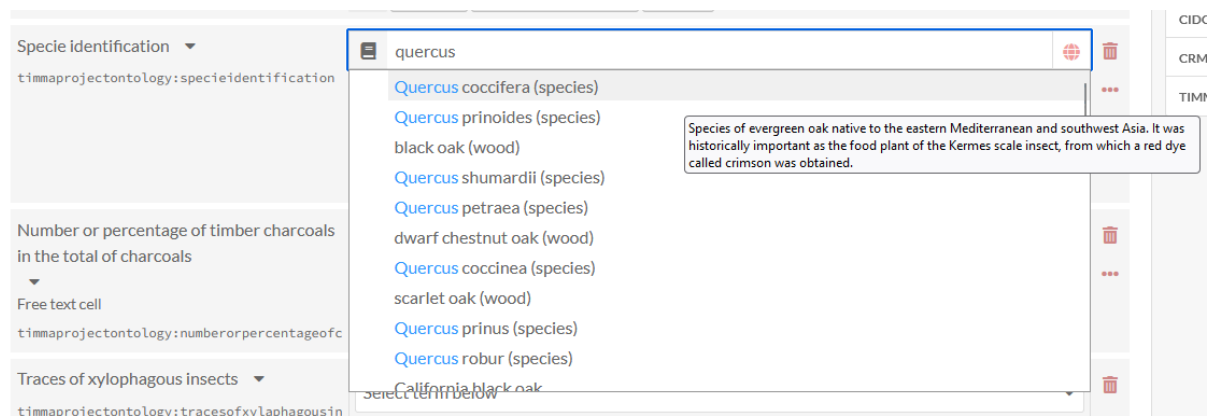 CIDO
Specie identification
quercus
timmaprojectontology:specieidentification
CRM
Quercus coccifera (species)
TIMM
Quercus prinoides (species)
Species of evergreen oak native to the eastern Mediterranean and southwest Asia. It was
historically important as the food plant of the Kermes scale insect, from which a red dye
called crimson was obtained.
black oak (wood)
Quercus shumardii (species)
Quercus petraea (species)
Number or percentage of timber charcoals
in the total of charcoals
dwarf chestnut oak (wood)
Quercus coccinea (species)
Free text cell
scarlet oak (wood)
timmaprojectontology:numberorpercentageofc
Quercus prinus (species)
Quercus robur (species)
Traces of xylophagous insects
California black oak
Select term below
timmaprojectontology:tracesofxylaphagousin